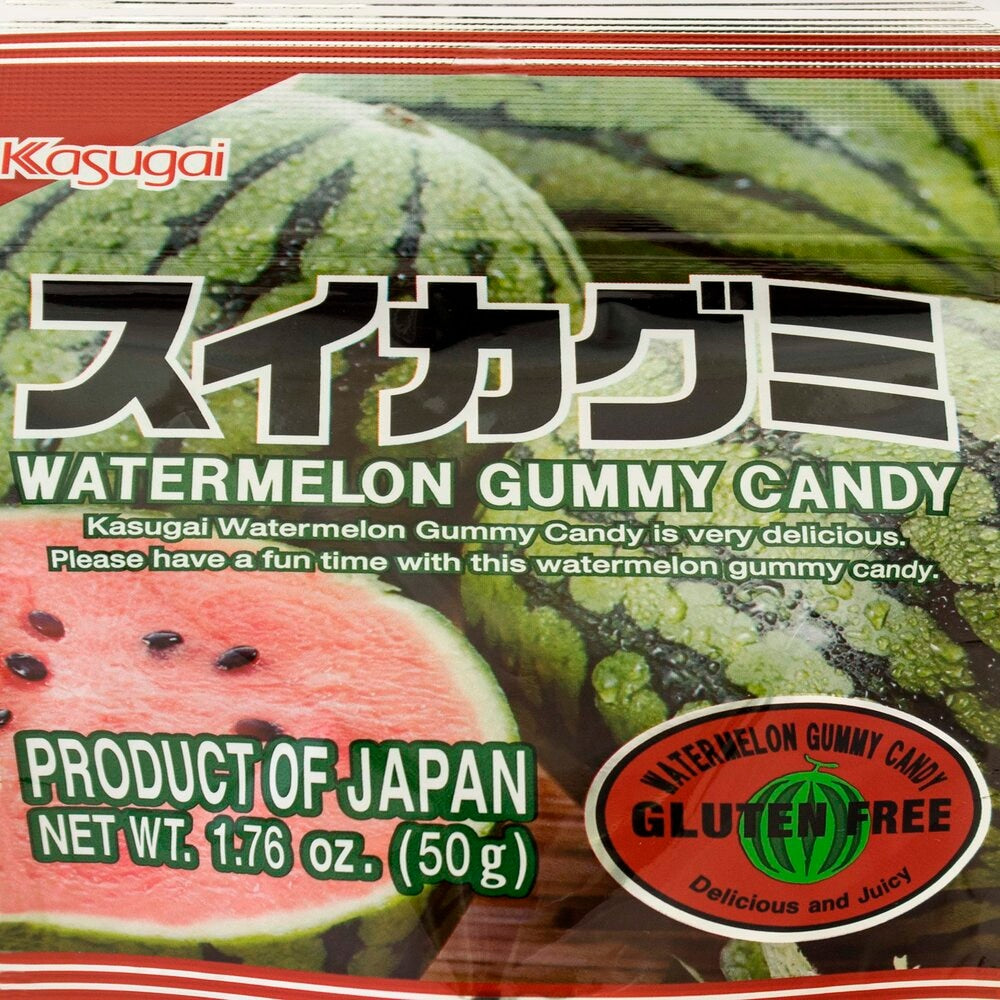 Kasugai
スイカグミ
WATERMELON GUMMY CANDY
Kasugai Watermelon Gummy Candy is very delicious.
Please have a fun time with this watermelon gummy candy.
PRODUCT OF JAPAN
NET WT. 1.76 oz. (50g)
WATERMELON GUMMY CANDY
GLUTEN FREE
Delicious and Juicy